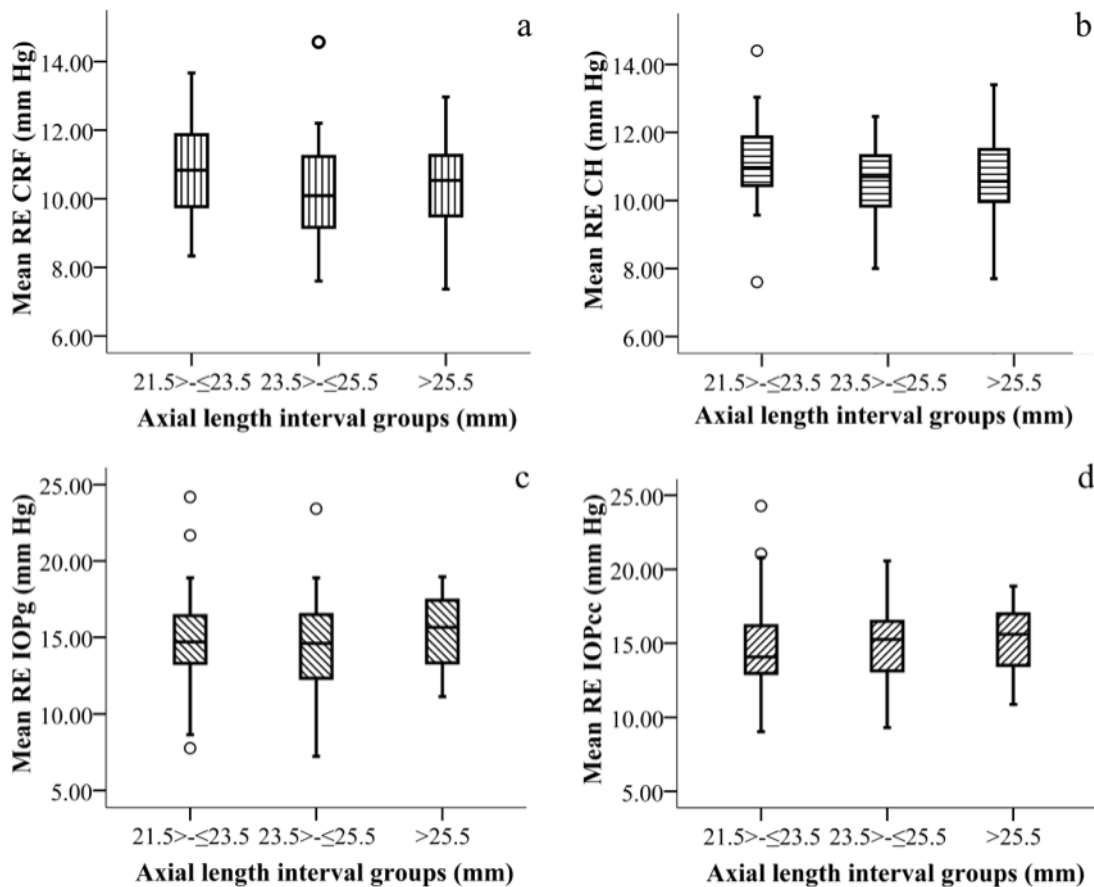 a
Mean RE CRF (mm Hg)
14.00
12.00
10.00
8.00
6.00
21.5>-≤23.5 23.5>-≤25.5 >25.5
Axial length interval groups (mm)
b
Mean RE CH (mm Hg)
14.00
12.00
10.00
8.00
6.00
21.5>-≤23.5 23.5>-≤25.5 >25.5
Axial length interval groups (mm)
c
Mean RE IOPg (mm Hg)
25.00
20.00
15.00
10.00
5.00
21.5>-≤23.5 23.5>-≤25.5 >25.5
Axial length interval groups (mm)
d
Mean RE IOPcc (mm Hg)
25.00
20.00
15.00
10.00
5.00
21.5>-≤23.5 23.5>-≤25.5 >25.5
Axial length interval groups (mm)